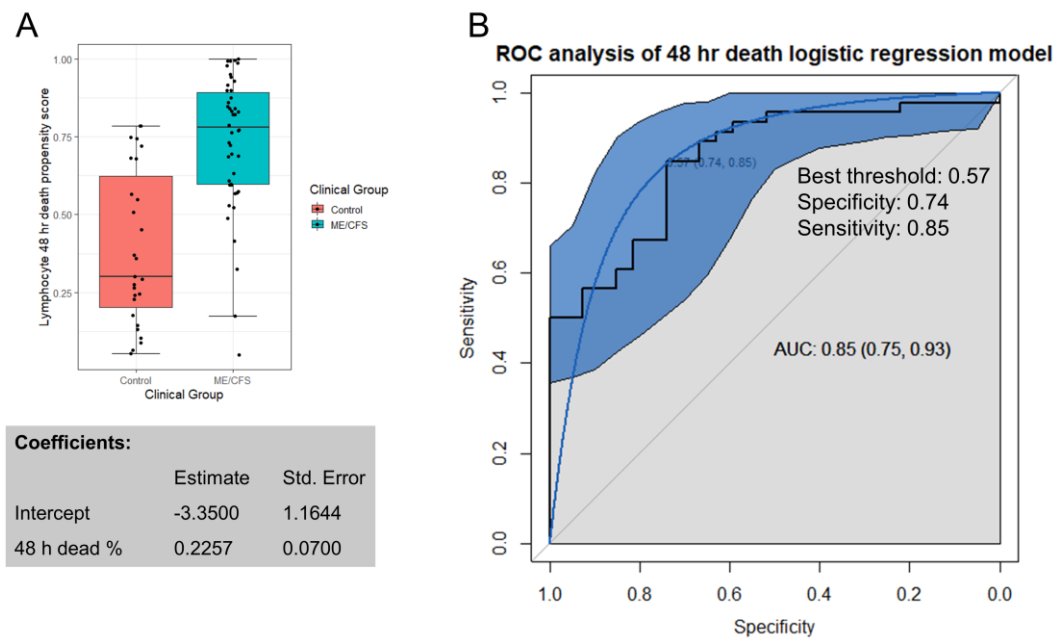 A
Lymphocyte 48 hr death propensity score
1.00
0.75
0.50
0.25
Control
ME/CFS
Clinical Group
Clinical Group
Control
ME/CFS
Coefficients:
Estimate Std. Error
Intercept -3.3500 1.1644
48 h dead % 0.2257 0.0700
B
ROC analysis of 48 hr death logistic regression model
Sensitivity
1.0
0.8
0.6
0.4
0.2
0.0
0.57 (0.74, 0.85)
Best threshold: 0.57
Specificity: 0.74
Sensitivity: 0.85
AUC: 0.85 (0.75, 0.93)
1.0 0.8 0.6 0.4 0.2 0.0
Specificity